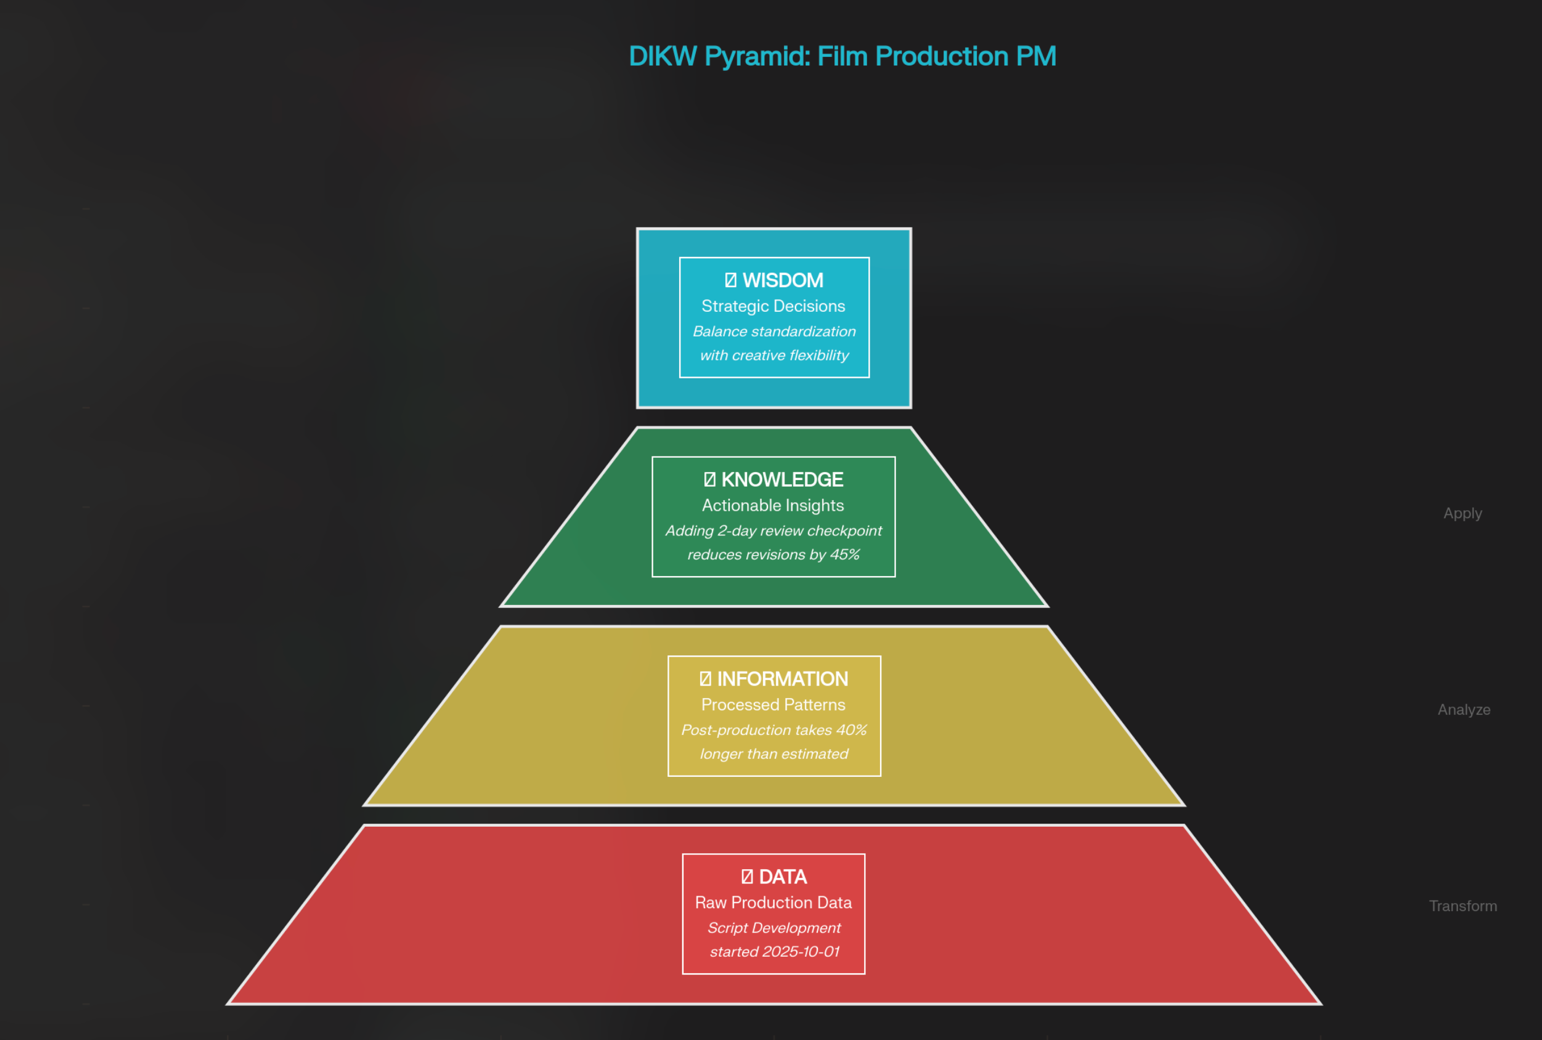 DIKW Pyramid: Film Production PM
WISDOM
Strategic Decisions
Balance standardization
with creative flexibility
KNOWLEDGE
Actionable Insights
Adding 2-day review checkpoint
reduces revisions by 45%
Apply
INFORMATION
Processed Patterns
Post-production takes 40%
longer than estimated
Analyze
DATA
Raw Production Data
Script Development
started 2025-10-01
Transform